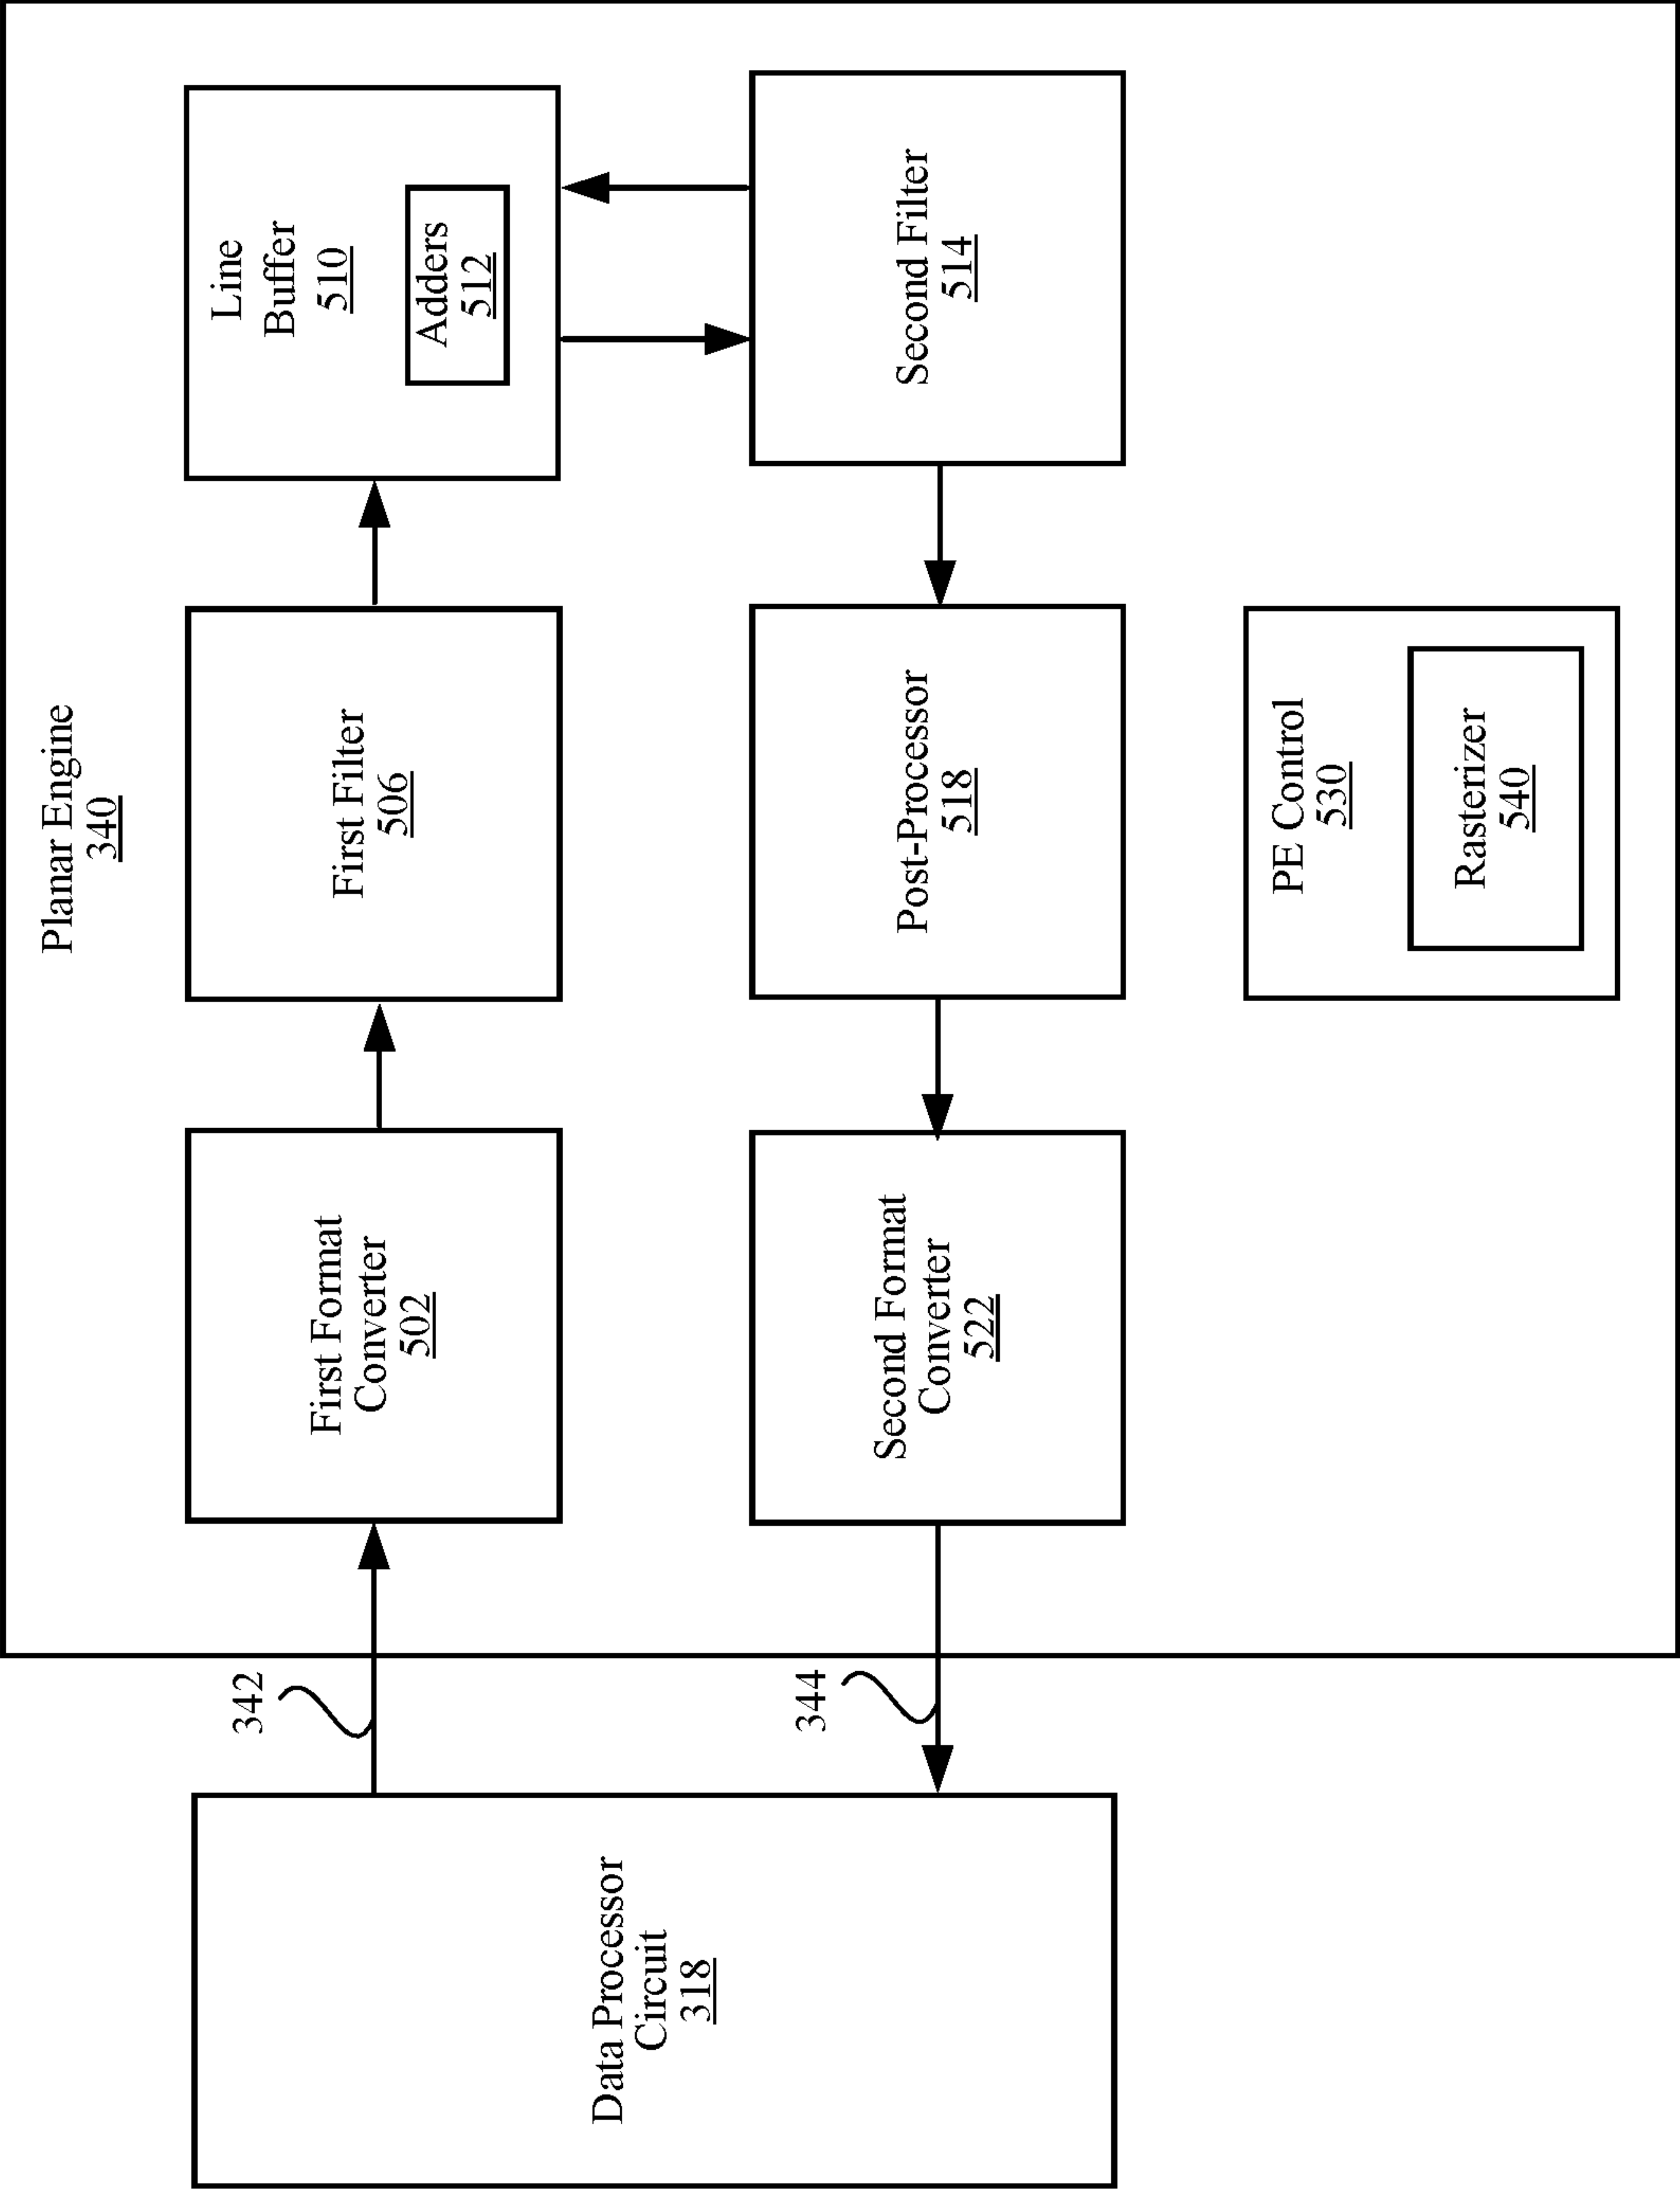 Planar Engine
340
First Format
Converter
502
First Filter
506
Line
Buffer
510
Adders
512
342
Data Processor
Circuit
318
344
Second Format
Converter
522
Post-Processor
518
Second Filter
514
PE Control
530
Rasterizer
540